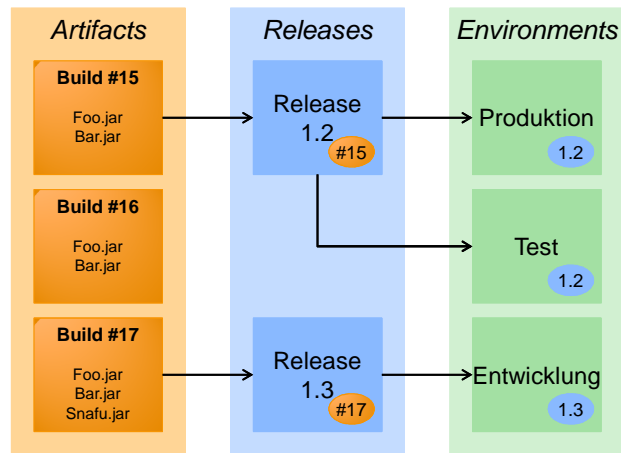 Artifacts
Releases
Environments
Build #15
Foo.jar
Bar.jar
Release
1.2
#15
Produktion
1.2
Build #16
Foo.jar
Bar.jar
Test
1.2
Build #17
Foo.jar
Bar.jar
Snafu.jar
Release
1.3
#17
Entwicklung
1.3